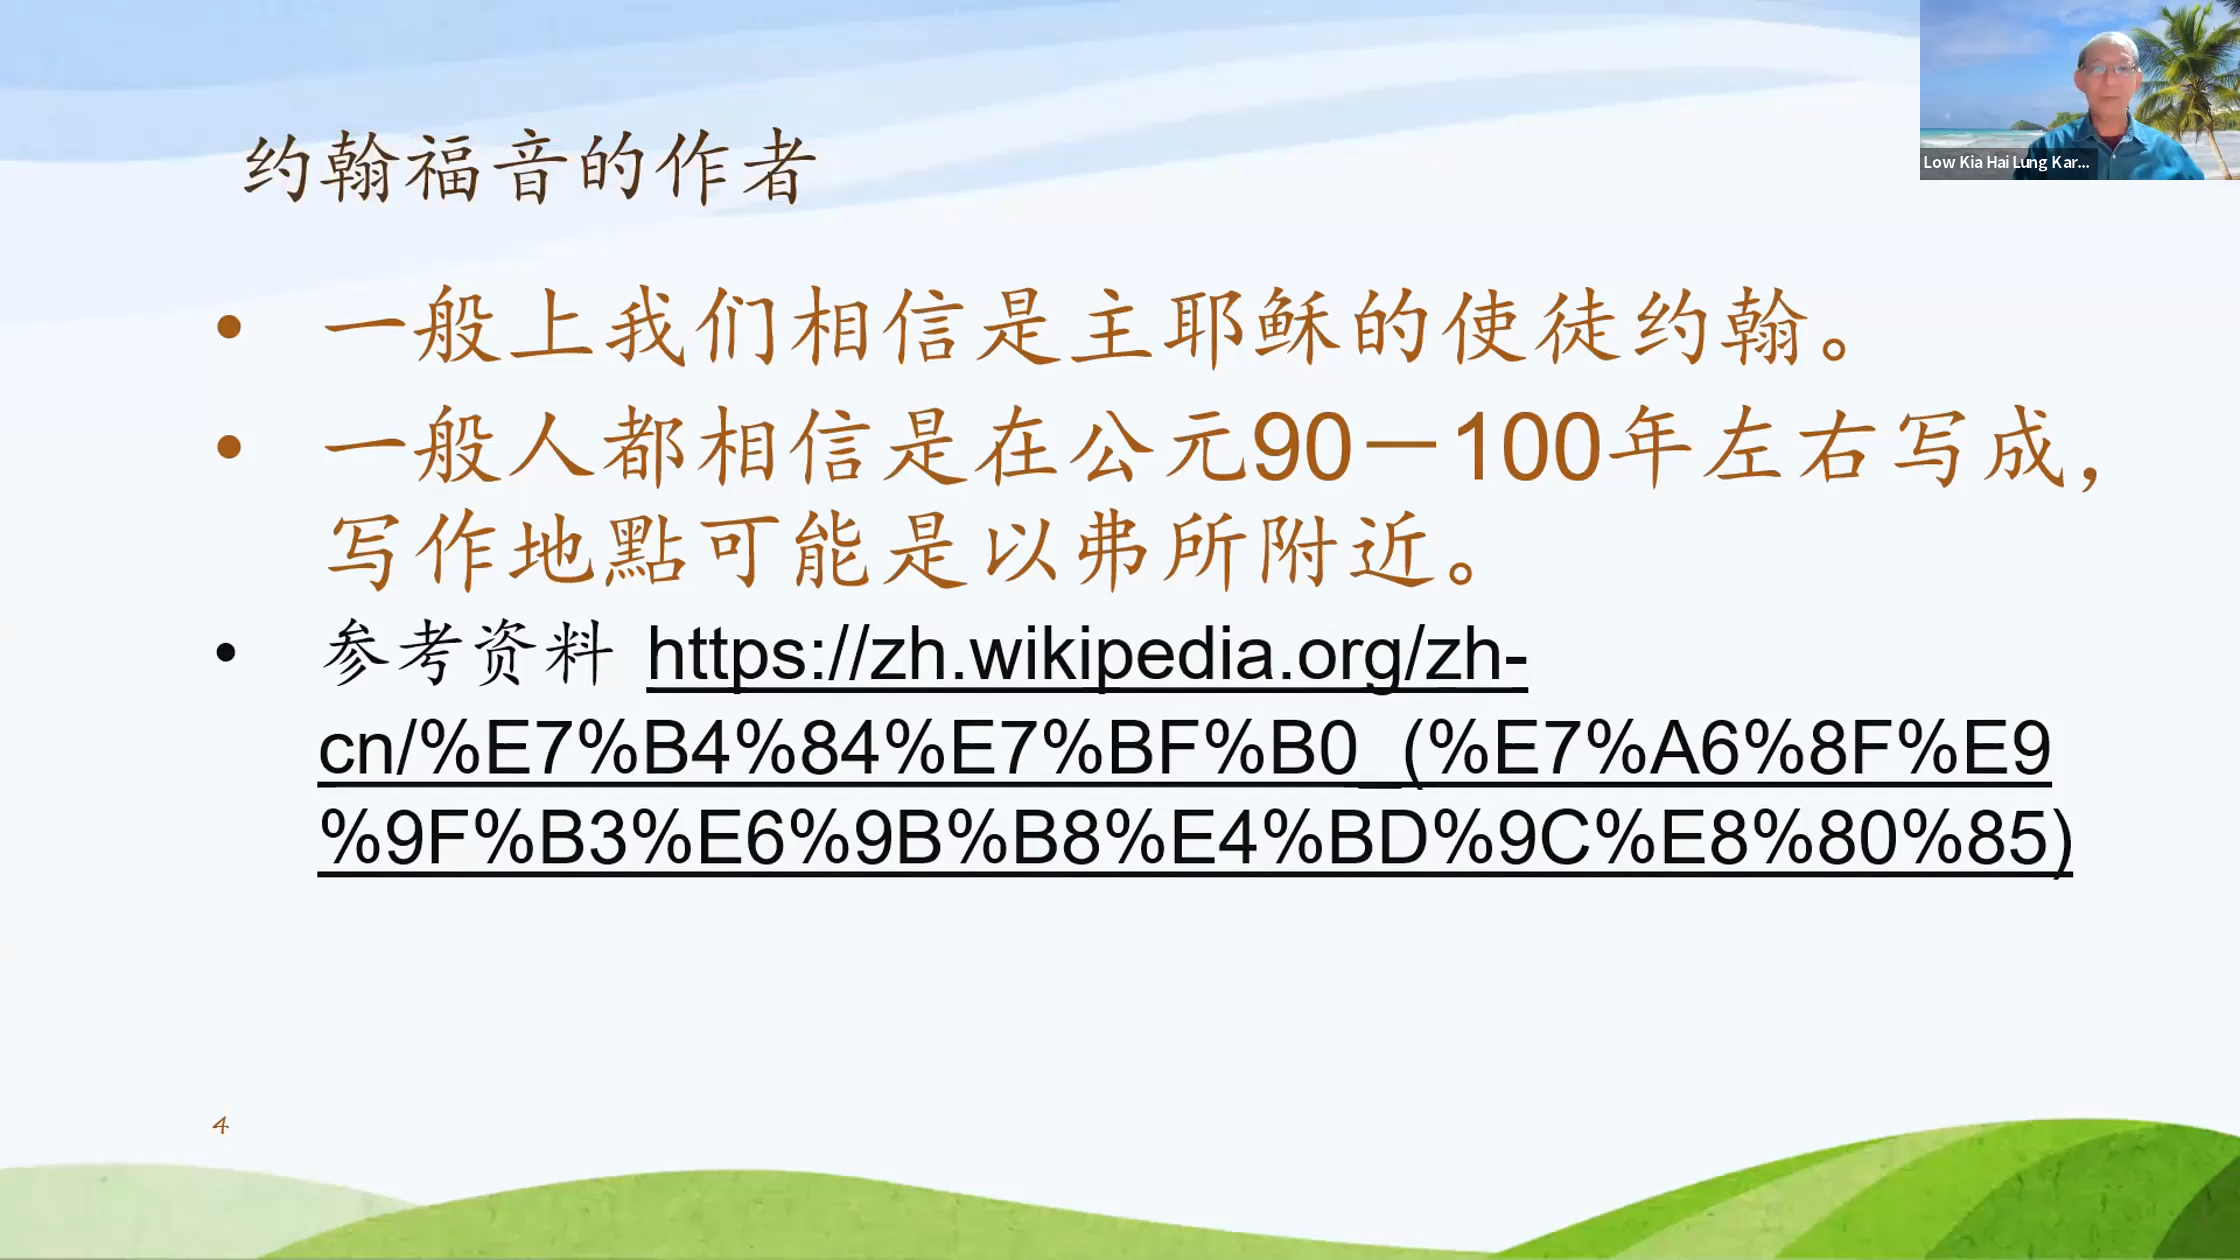 约翰福音的作者
Low Kia Hai Lung Kar...
• 一般上我们相信是主耶稣的使徒约翰。
• 一般人都相信是在公元90－100年左右写成，
写作地點可能是以弗所附近。
• 参考资料 https://zh.wikipedia.org/zh-
cn/%E7%B4%84%E7%BF%B0_(%E7%A6%8F%E9
%9F%B3%E6%9B%B8%E4%BD%9C%E8%80%85)
4